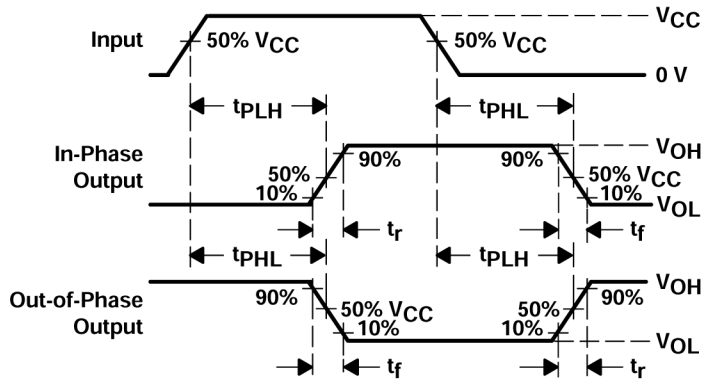 VCC
Input
50% VCC
50% VCC
0 V
tPLH
tPHL
In-Phase
Output
VOH
90%
90%
50%
50% VCC
10%
10%
VOL
tr
tf
tPHL
tPLH
Out-of-Phase
Output
VOH
90%
90%
50% VCC
50%
10%
10%
VOL
tf
tr